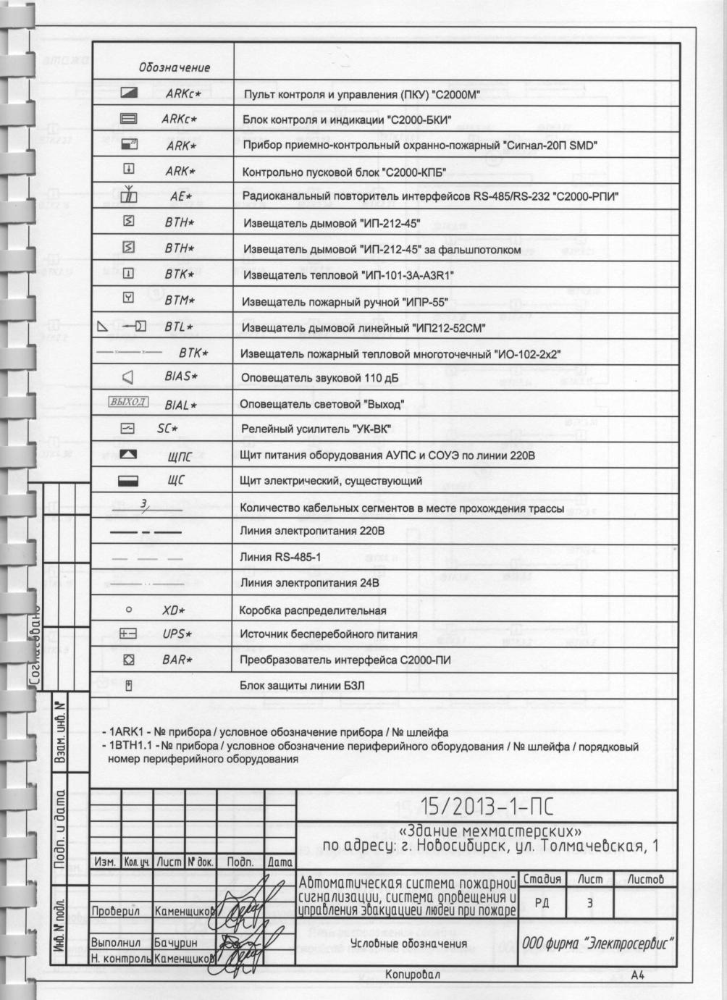 Обозначение
ARKc* Пульт контроля и управления (ПКУ) "С2000М"
ARKc* Блок контроля и индикации "С2000-БКИ"
20 ARK* Прибор приемно-контрольный охранно-пожарный "Сигнал-20П SMD"
ARK* Контрольно пусковой блок "С2000-КПБ"
AE* Радиоканальный повторитель интерфейсов RS-485/RS-232 "С2000-РПИ"
BTH* Извещатель дымовой "ИП-212-45"
BTH* Извещатель дымовой "ИП-212-45" за фальшпотолком
BTK* Извещатель тепловой "ИП-101-3А-A3R1"
BTM* Извещатель пожарный ручной "ИПР-55"
BTL* Извещатель дымовой линейный "ИП212-52СМ"
BTK* Извещатель пожарный тепловой многоточечный "ИО-102-2х2"
BIAS* Оповещатель звуковой 110 дБ
ВЫХОД BIAL* Оповещатель световой "Выход"
SC* Релейный усилитель "УК-ВК"
ЩПС Щит питания оборудования АУПС и СОУЭ по линии 220В
ЩС Щит электрический, существующий
3/ Количество кабельных сегментов в месте прохождения трассы
Линия электропитания 220В
Линия RS-485-1
Линия электропитания 24В
XD* Коробка распределительная
UPS* Источник бесперебойного питания
BAR* Преобразователь интерфейса С2000-ПИ
Блок защиты линии БЗЛ
- 1ARK1 - № прибора / условное обозначение прибора / № шлейфа
- 1BTH1.1 - № прибора / условное обозначение периферийного оборудования / № шлейфа / порядковый
номер периферийного оборудования
Согласовано
Взам. инв. №
Подп. и дата
Инв. № подл.
15/2013-1-ПС
«Здание мехмастерских»
по адресу: г. Новосибирск, ул. Толмачевская, 1
Изм. Кол. уч. Лист № док. Подп. Дата
Автоматическая система пожарной
сигнализации, система оповещения и
управления эвакуацией людей при пожаре
Стадия Лист Листов
РД 3
Проверил Каменщиков
Выполнил Бачурин
Н. контроль Каменщиков
Условные обозначения
ООО фирма "Электросервис"
Копировал А4